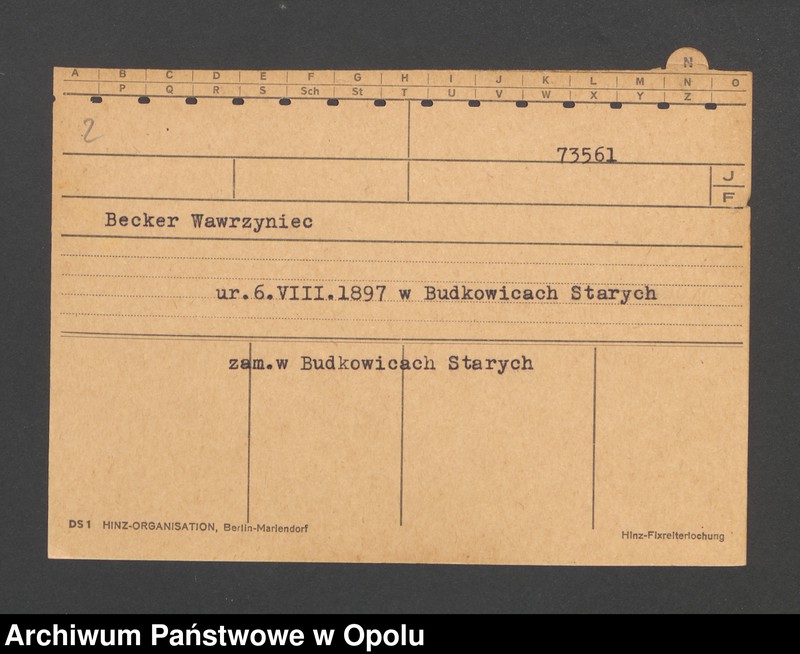 N
A B C D E F G H I J K L M N O
P Q R S Sch St T U V W X Y Z
2
73561
J
F
Becker Wawrzyniec
ur.6.VIII.1897 w Budkowicach Starych
zam.w Budkowicach Starych
DS1 HINZ-ORGANISATION, Berlin-Mariendorf
Hinz-Fixreiterlochung
Archiwum Państwowe w Opolu